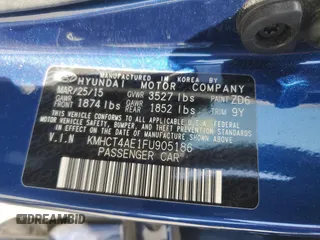 MANUFACTURED IN KOREA BY
HYUNDAI MOTOR COMPANY
MAR/25/15 GVWR 3527 lbs PAINT ZD6
GAWR FRONT 1874 lbs GAWR REAR 1852 lbs TRIM 9Y
THIS VEHICLE CONFORMS TO ALL APPLICABLE U.S.A FEDERAL
MOTOR VEHICLE SAFETY, BUMPER, AND THEFT PREVENTION
STANDARDS IN EFFECT ON THE DATE OF MANUFACTURE
SHOWN ABOVE.
V.I.N KMHCT4AE1FU905186
PASSENGER CAR
DREAMBID